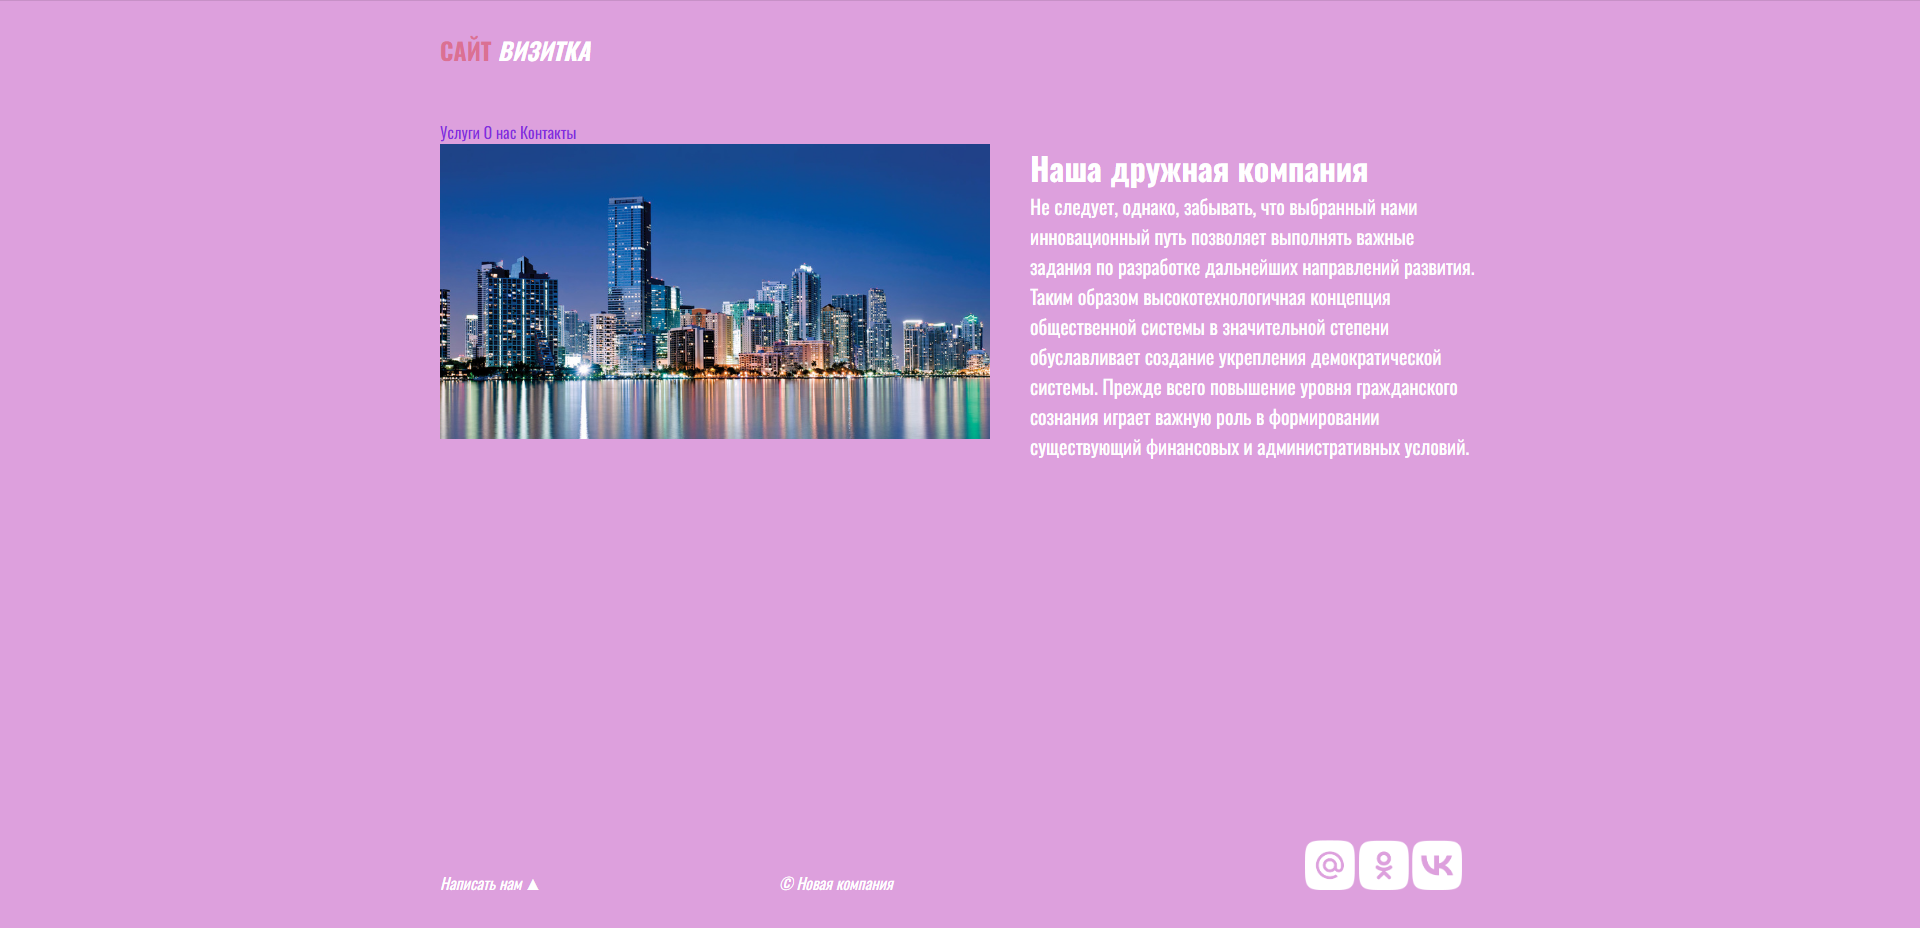 САЙТ ВИЗИТКА
Услуги О нас Контакты
Наша дружная компания
Не следует, однако, забывать, что выбранный нами
инновационный путь позволяет выполнять важные
задания по разработке дальнейших направлений развития.
Таким образом высокотехнологичная концепция
общественной системы в значительной степени
обуславливает создание укрепления демократической
системы. Прежде всего повышение уровня гражданского
сознания играет важную роль в формировании
существующий финансовых и административных условий.
Написать нам ▲
© Новая компания